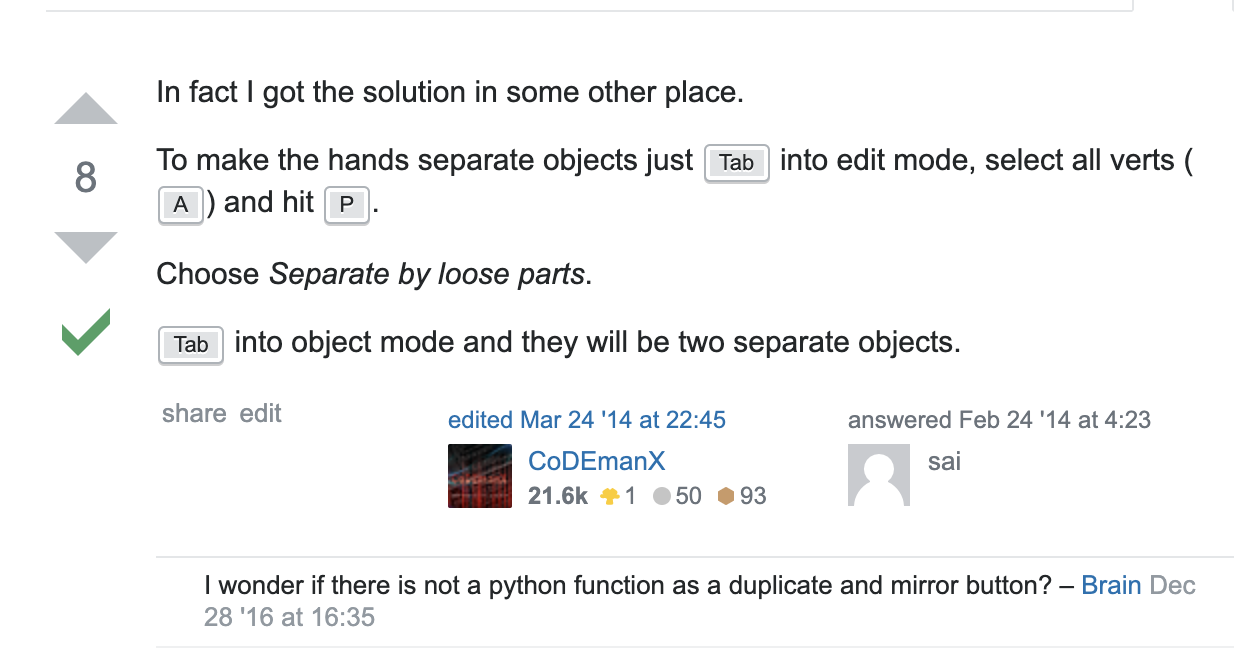 In fact I got the solution in some other place.
8
To make the hands separate objects just Tab into edit mode, select all verts (
A ) and hit P .
Choose Separate by loose parts.
Tab into object mode and they will be two separate objects.
share edit
edited Mar 24 '14 at 22:45
CoDEmanX
21.6k 1 50 93
answered Feb 24 '14 at 4:23
sai
I wonder if there is not a python function as a duplicate and mirror button? – Brain Dec
28 '16 at 16:35